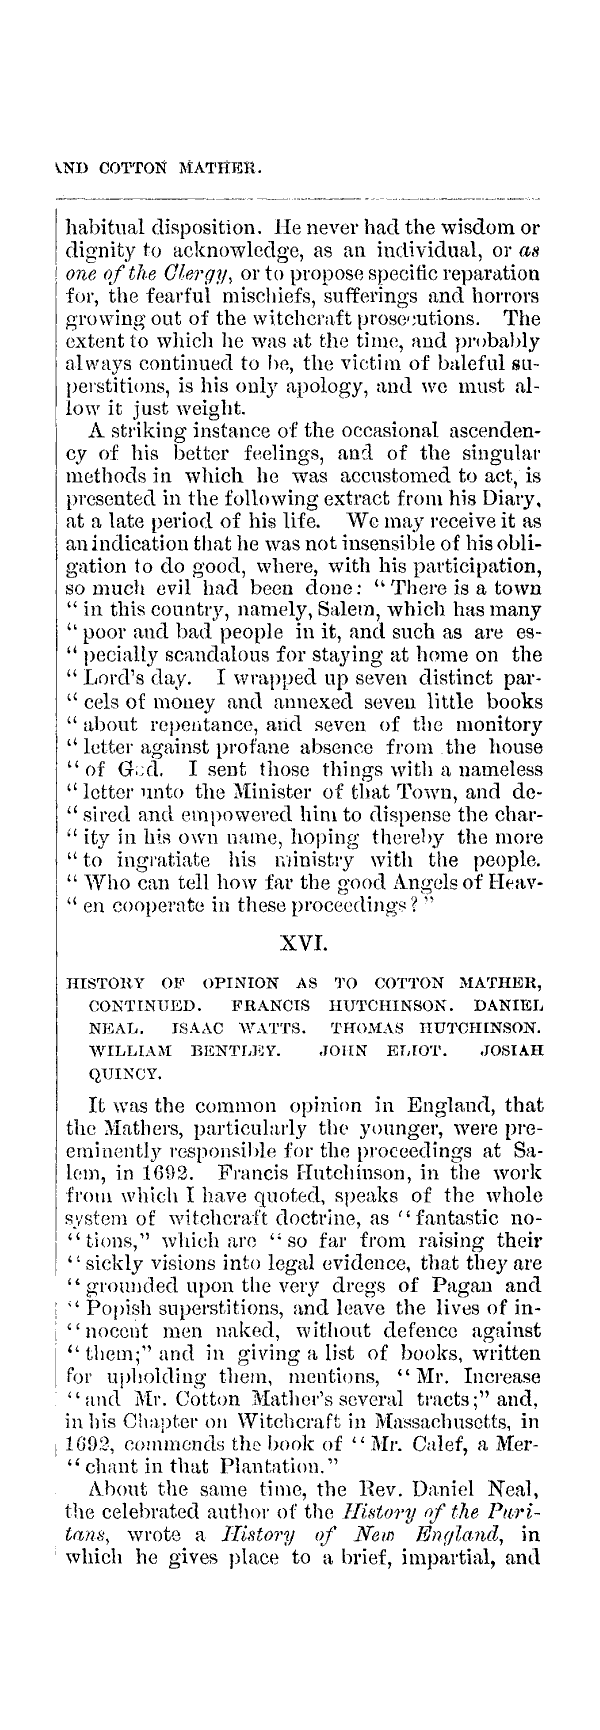 AND COTTON MATHER.
habitual disposition. He never had the wisdom or
dignity to acknowledge, as an individual, or as
one of the Clergy, or to propose specific reparation
for, the fearful mischiefs, sufferings and horrors
growing out of the witchcraft prosecutions. The
extent to which he was at the time, and probably
always continued to be, the victim of baleful su-
perstitions, is his only apology, and we must al-
low it just weight.
A striking instance of the occasional ascenden-
cy of his better feelings, and of the singular
methods in which he was accustomed to act, is
presented in the following extract from his Diary,
at a late period of his life. We may receive it as
an indication that he was not insensible of his obli-
gation to do good, where, with his participation,
so much evil had been done: “There is a town
“in this country, namely, Salem, which has many
“poor and bad people in it, and such as are es-
“pecially scandalous for staying at home on the
“Lord's day. I wrapped up seven distinct par-
“cels of money and annexed seven little books
“about repentance, and seven of the monitory
“letter against profane absence from the house
“of God. I sent those things with a nameless
“letter unto the Minister of that Town, and de-
“sired and empowered him to dispense the char-
“ity in his own name, hoping thereby the more
“to ingratiate his ministry with the people.
“Who can tell how far the good Angels of Heav-
“en cooperate in these proceedings?”
XVI.
HISTORY OF OPINION AS TO COTTON MATHER,
CONTINUED. FRANCIS HUTCHINSON. DANIEL
NEAL. ISAAC WATTS. THOMAS HUTCHINSON.
WILLIAM BENTLEY. JOHN ELIOT. JOSIAH
QUINCY.
It was the common opinion in England, that
the Mathers, particularly the younger, were pre-
eminently responsible for the proceedings at Sa-
lem, in 1692. Francis Hutchinson, in the work
from which I have quoted, speaks of the whole
system of witchcraft doctrine, as “fantastic no-
“tions,” which are “so far from raising their
“sickly visions into legal evidence, that they are
“grounded upon the very dregs of Pagan and
“Popish superstitions, and leave the lives of in-
“nocent men naked, without defence against
“them;” and in giving a list of books, written
for upholding them, mentions, “Mr. Increase
“and Mr. Cotton Mather's several tracts;” and,
in his Chapter on Witchcraft in Massachusetts, in
1692, commends the book of “Mr. Calef, a Mer-
“chant in that Plantation.”
About the same time, the Rev. Daniel Neal,
the celebrated author of the History of the Puri-
tans, wrote a History of New England, in
which he gives place to a brief, impartial, and